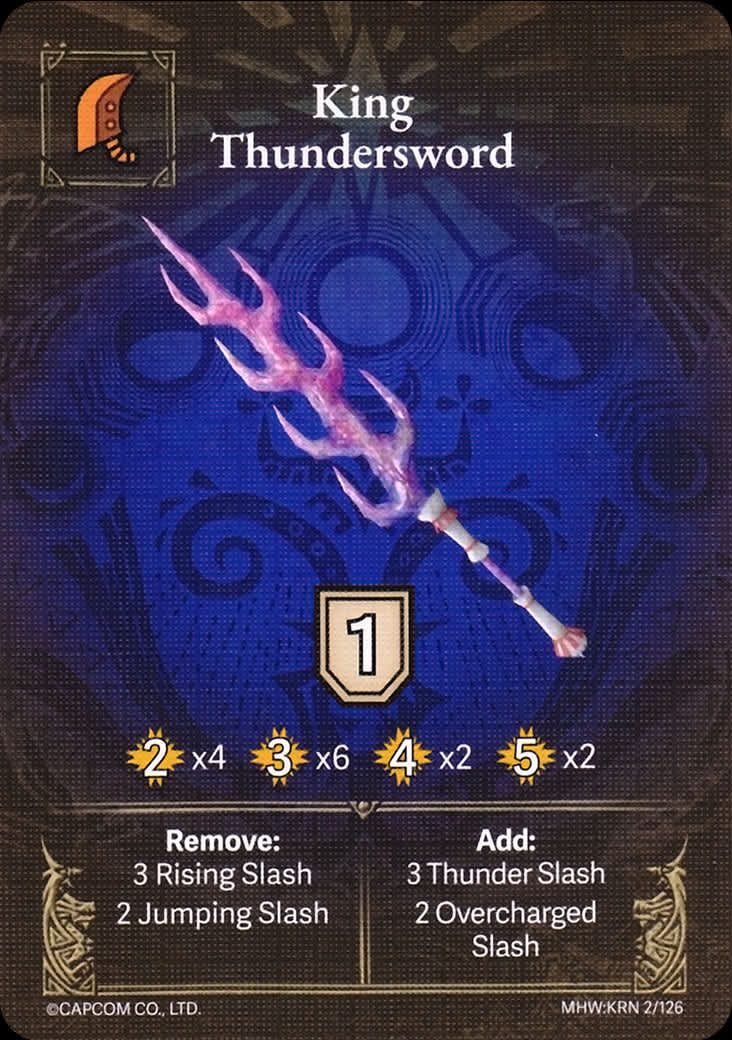 King
Thundersword
1
2 x4 3 x6 4 x2 5 x2
Remove:
3 Rising Slash
2 Jumping Slash
Add:
3 Thunder Slash
2 Overcharged
Slash
©CAPCOM CO., LTD.
MHW:KRN 2/126